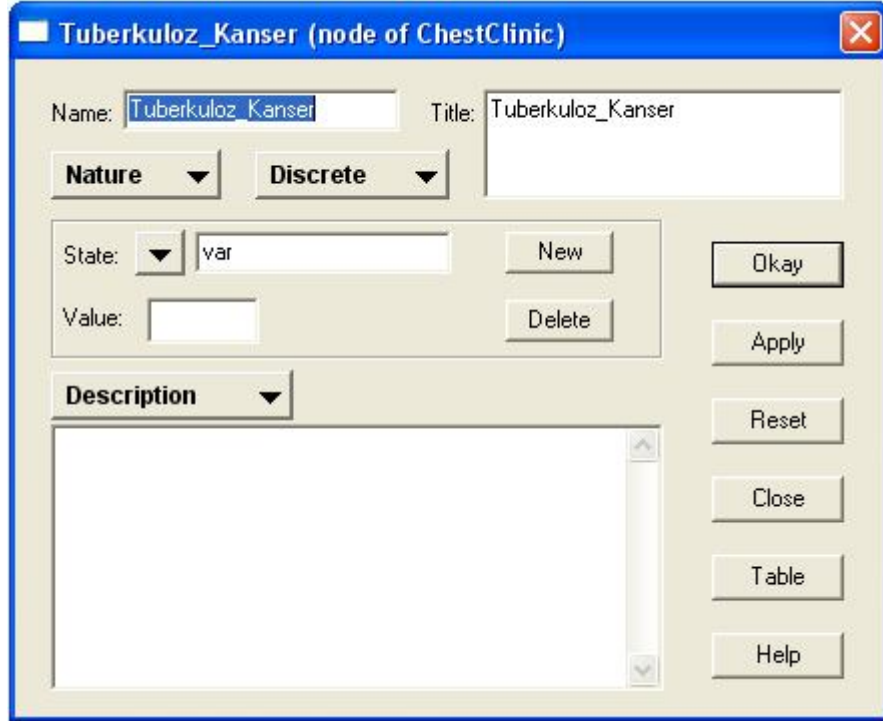 Tuberkuloz_Kanser (node of ChestClinic)
Name: Tuberkuloz_Kanser Title: Tuberkuloz_Kanser
Nature Discrete
State: var New
Okay
Value: Delete
Apply
Description
Reset
Close
Table
Help